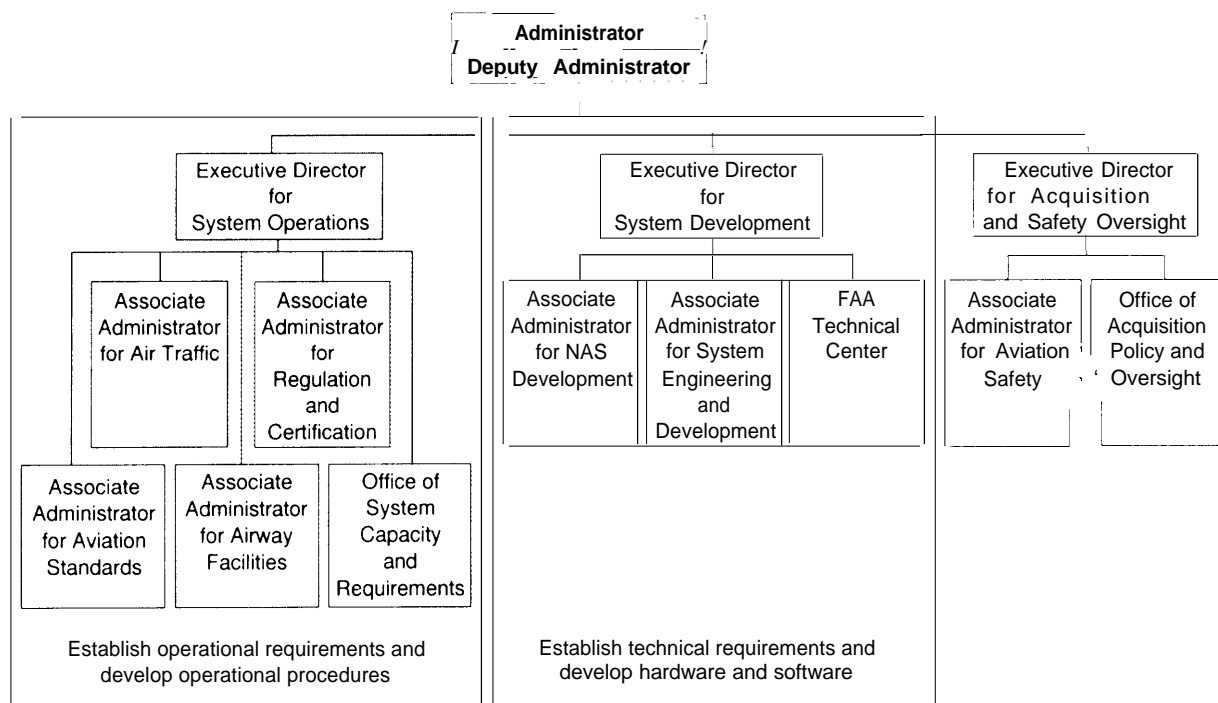 Administrator
Deputy Administrator
Executive Director
for
System Operations
Executive Director
for
System Development
Executive Director
for Acquisition
and Safety Oversight
Associate
Administrator
for Air Traffic
Associate
Administrator
for
Regulation
and
Certification
Associate
Administrator
for NAS
Development
Associate
Administrator
for System
Engineering
and
Development
FAA
Technical
Center
Associate
Administrator
for Aviation
Safety
Office of
Acquisition
Policy and
Oversight
Associate
Administrator
for Aviation
Standards
Associate
Administrator
for Airway
Facilities
Office of
System
Capacity
and
Requirements
Establish operational requirements and
develop operational procedures
Establish technical requirements and
develop hardware and software